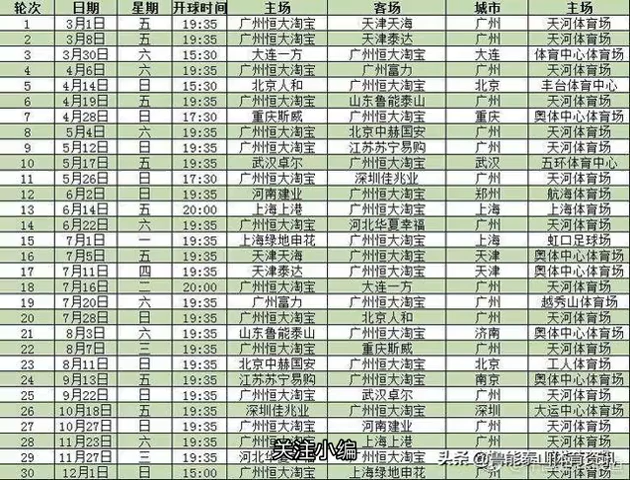 轮次 日期 星期 开球时间 主场 客场 城市 主场
1 3月1日 五 19:35 广州恒大淘宝 天津天海 广州 天河体育场
2 3月8日 五 19:35 广州恒大淘宝 天津泰达 广州 天河体育场
3 3月30日 六 15:30 大连一方 广州恒大淘宝 大连 体育中心体育场
4 4月6日 六 19:35 广州恒大淘宝 广州富力 广州 天河体育场
5 4月14日 日 15:30 北京人和 广州恒大淘宝 北京 丰台体育中心
6 4月19日 五 19:35 广州恒大淘宝 山东鲁能泰山 广州 天河体育场
7 4月28日 日 17:30 重庆斯威 广州恒大淘宝 重庆 奥体中心体育场
8 5月4日 六 19:35 广州恒大淘宝 北京中赫国安 广州 天河体育场
9 5月12日 日 19:35 广州恒大淘宝 江苏苏宁易购 广州 天河体育场
10 5月17日 五 19:35 武汉卓尔 广州恒大淘宝 武汉 五环体育中心
11 5月26日 日 17:30 广州恒大淘宝 深圳佳兆业 广州 天河体育场
12 6月2日 日 19:35 河南建业 广州恒大淘宝 郑州 航海体育场
13 6月14日 五 20:00 上海上港 广州恒大淘宝 上海 上海体育场
14 6月22日 六 19:35 广州恒大淘宝 河北华夏幸福 广州 天河体育场
15 7月1日 一 19:35 上海绿地申花 广州恒大淘宝 上海 虹口足球场
16 7月5日 五 19:35 天津天海 广州恒大淘宝 天津 奥体中心体育场
17 7月11日 四 19:35 天津泰达 广州恒大淘宝 天津 奥体中心体育场
18 7月16日 二 20:00 广州恒大淘宝 大连一方 广州 天河体育场
19 7月20日 六 19:35 广州富力 广州恒大淘宝 广州 越秀山体育场
20 7月28日 日 19:35 广州恒大淘宝 北京人和 广州 天河体育场
21 8月3日 六 19:35 山东鲁能泰山 广州恒大淘宝 济南 奥体中心体育场
22 8月7日 三 19:35 广州恒大淘宝 重庆斯威 广州 天河体育场
23 8月11日 日 19:35 北京中赫国安 广州恒大淘宝 北京 工人体育场
24 9月13日 五 19:35 江苏苏宁易购 广州恒大淘宝 南京 奥体中心体育场
25 9月22日 日 19:35 广州恒大淘宝 武汉卓尔 广州 天河体育场
26 10月18日 五 19:35 深圳佳兆业 广州恒大淘宝 深圳 大运中心体育场
27 10月27日 日 19:35 广州恒大淘宝 河南建业 广州 天河体育场
28 11月23日 六 19:35 广州恒大淘宝 上海上港 广州 天河体育场
29 11月27日 三 19:35 河北华
关注小编
头条 @鲁能泰山体育资讯
30 12月1日 日 15:00 广州恒大淘宝 上海绿地申花 广州 天河体育场